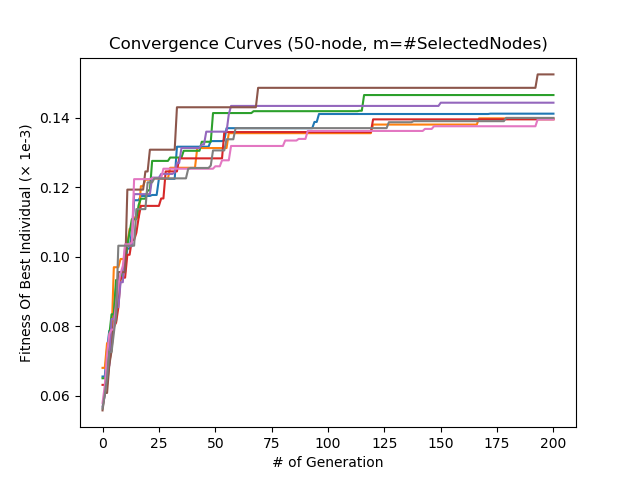 Convergence Curves (50-node, m=#SelectedNodes)
Fitness Of Best Individual (× 1e-3)
0.14
0.12
0.10
0.08
0.06
0 25 50 75 100 125 150 175 200
# of Generation